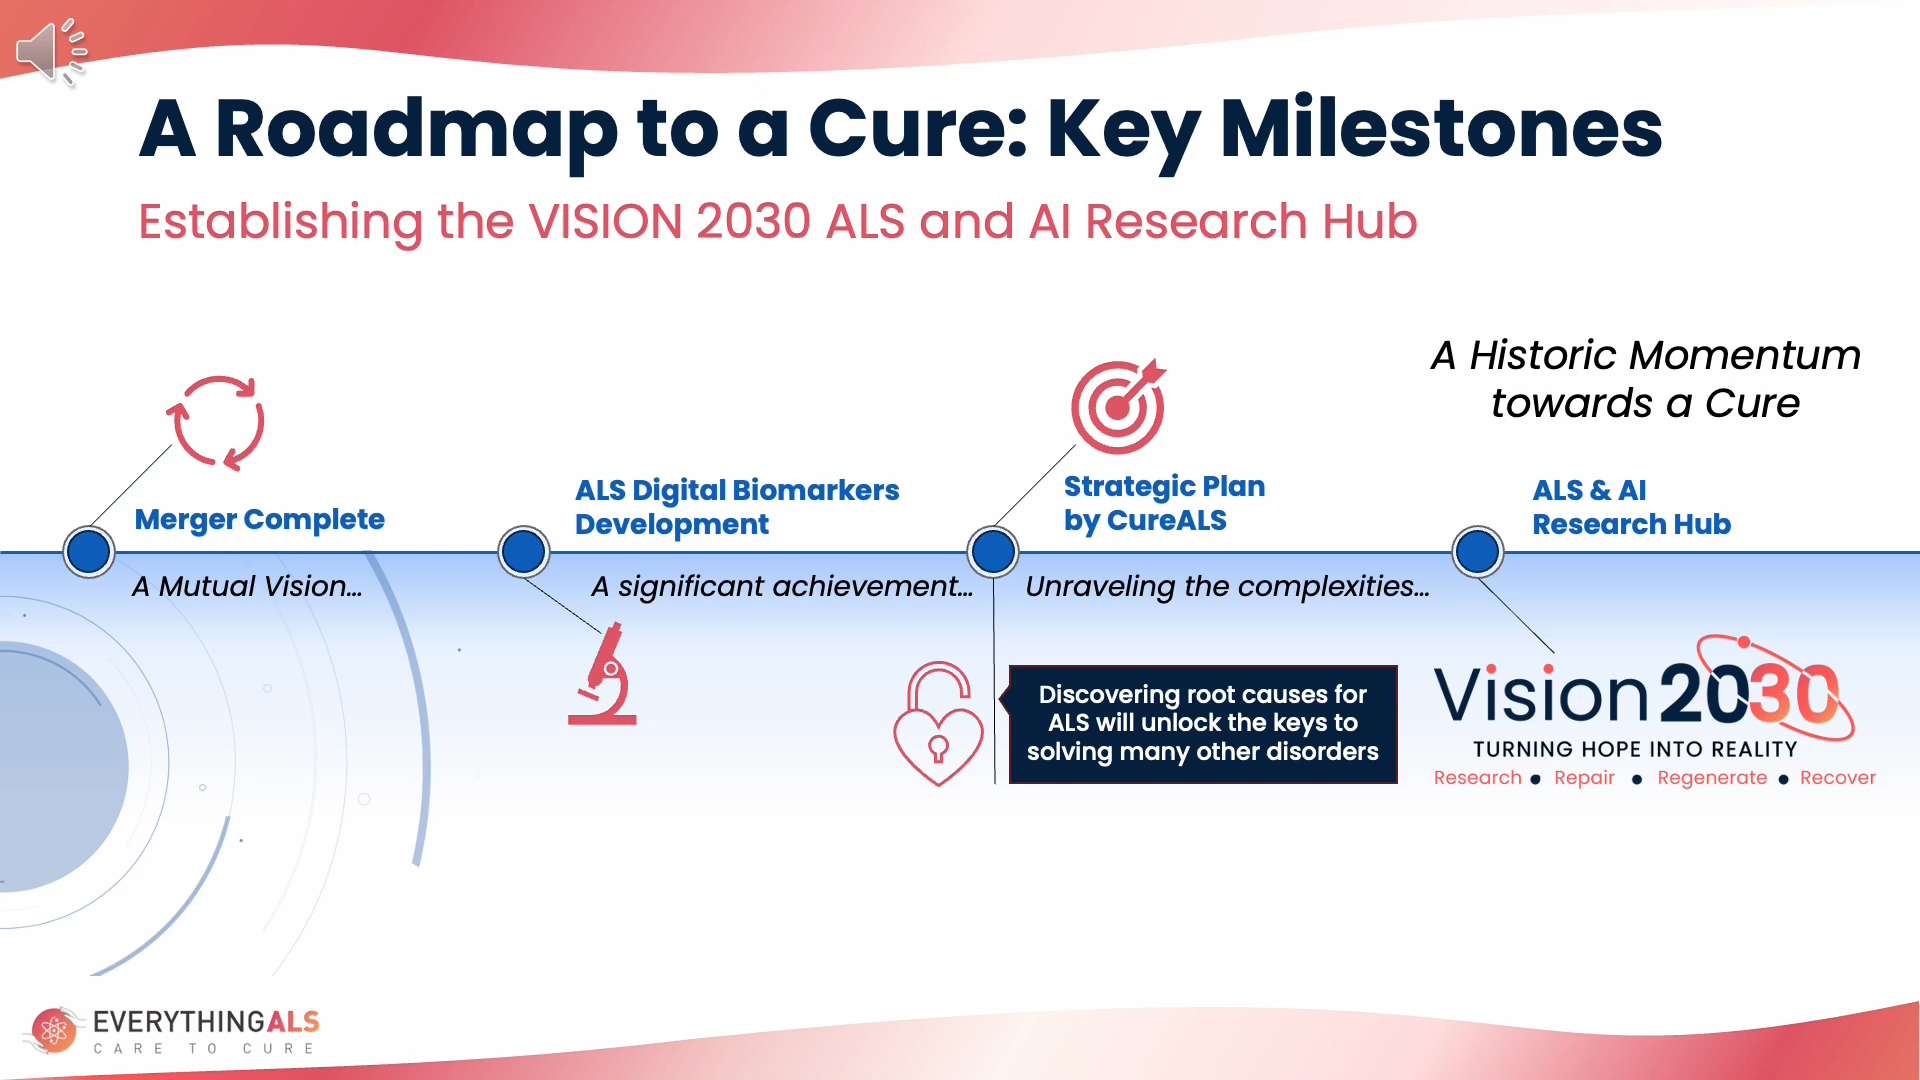 A Roadmap to a Cure: Key Milestones
Establishing the VISION 2030 ALS and AI Research Hub
A Historic Momentum
towards a Cure
Merger Complete
A Mutual Vision...
ALS Digital Biomarkers
Development
A significant achievement...
Strategic Plan
by CureALS
Unraveling the complexities...
Discovering root causes for
ALS will unlock the keys to
solving many other disorders
ALS & AI
Research Hub
Vision 2030
TURNING HOPE INTO REALITY
Research • Repair • Regenerate • Recover
EVERYTHINGALS
CARE TO CURE